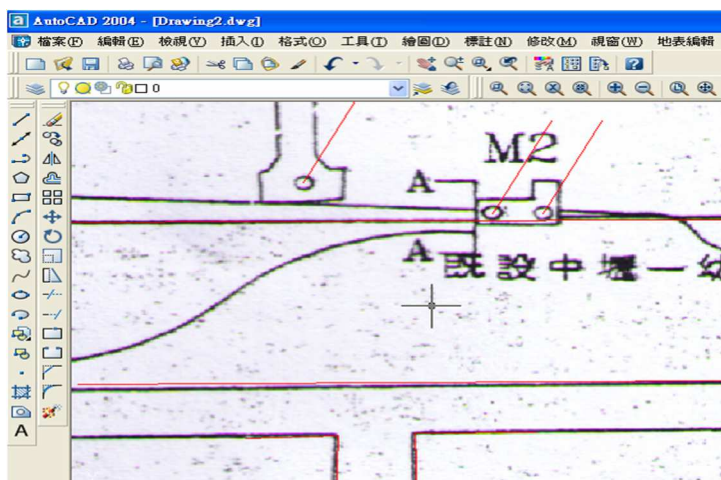 AutoCAD 2004 - [Drawing2.dwg]
檔案(F) 編輯(E) 檢視(V) 插入(I) 格式(O) 工具(T) 繪圖(D) 標註(N) 修改(M) 視窗(W) 地表編輯
0
M2
A
A
既設中壢一幼
A